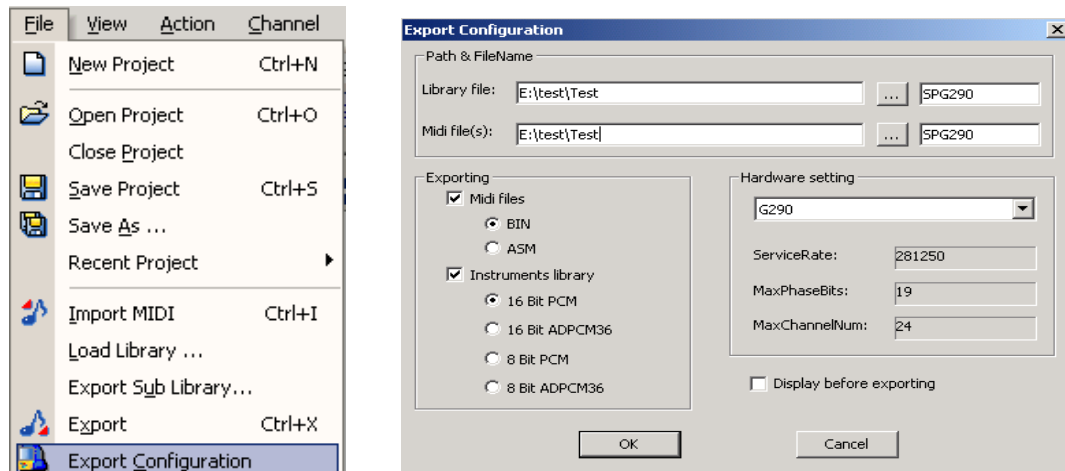 File View Action Channel
New Project Ctrl+N
Open Project Ctrl+O
Close Project
Save Project Ctrl+S
Save As ...
Recent Project
Import MIDI Ctrl+I
Load Library ...
Export Sub Library...
Export Ctrl+X
Export Configuration
Export Configuration
Path & FileName
Library file: E:\test\Test ... SPG290
Midi file(s): E:\test\Test ... SPG290
Exporting
Midi files
BIN
ASM
Instruments library
16 Bit PCM
16 Bit ADPCM36
8 Bit PCM
8 Bit ADPCM36
Hardware setting
G290
ServiceRate: 281250
MaxPhaseBits: 19
MaxChannelNum: 24
Display before exporting
OK Cancel